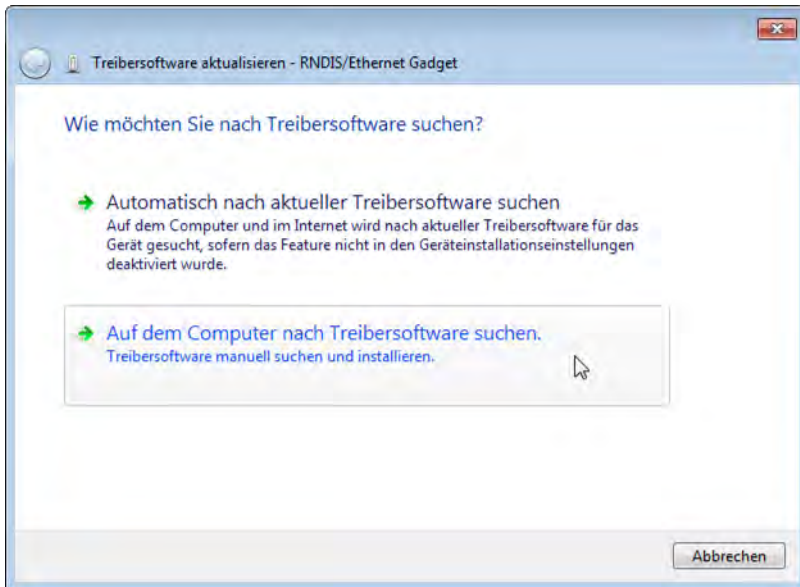 Treibersoftware aktualisieren - RNDIS/Ethernet Gadget
Wie möchten Sie nach Treibersoftware suchen?
Automatisch nach aktueller Treibersoftware suchen
Auf dem Computer und im Internet wird nach aktueller Treibersoftware für das
Gerät gesucht, sofern das Feature nicht in den Geräteinstallationseinstellungen
deaktiviert wurde.
Auf dem Computer nach Treibersoftware suchen.
Treibersoftware manuell suchen und installieren.
Abbrechen